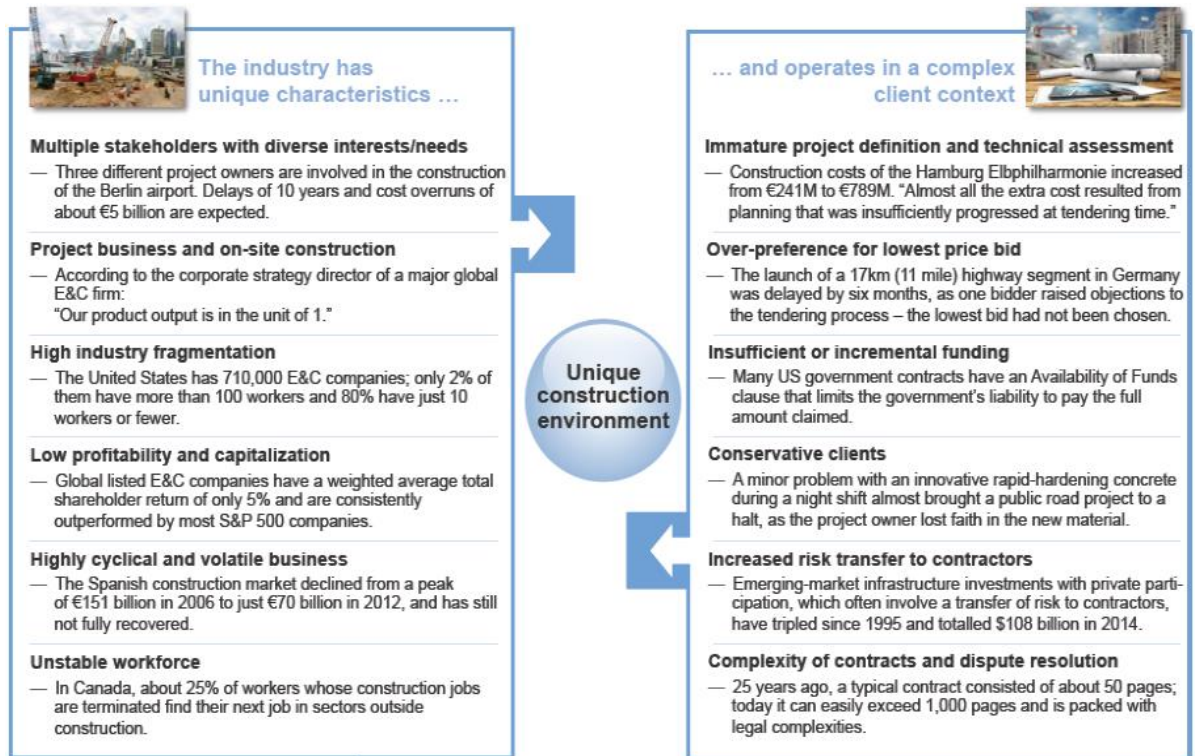 The industry has
unique characteristics …
Multiple stakeholders with diverse interests/needs
— Three different project owners are involved in the construction
of the Berlin airport. Delays of 10 years and cost overruns of
about €5 billion are expected.
Project business and on-site construction
— According to the corporate strategy director of a major global
E&C firm:
“Our product output is in the unit of 1.”
High industry fragmentation
— The United States has 710,000 E&C companies; only 2% of
them have more than 100 workers and 80% have just 10
workers or fewer.
Low profitability and capitalization
— Global listed E&C companies have a weighted average total
shareholder return of only 5% and are consistently
outperformed by most S&P 500 companies.
Highly cyclical and volatile business
— The Spanish construction market declined from a peak
of €151 billion in 2006 to just €70 billion in 2012, and has still
not fully recovered.
Unstable workforce
— In Canada, about 25% of workers whose construction jobs
are terminated find their next job in sectors outside
construction.
Unique
construction
environment
… and operates in a complex
client context
Immature project definition and technical assessment
— Construction costs of the Hamburg Elbphilharmonie increased
from €241M to €789M. “Almost all the extra cost resulted from
planning that was insufficiently progressed at tendering time.”
Over-preference for lowest price bid
— The launch of a 17km (11 mile) highway segment in Germany
was delayed by six months, as one bidder raised objections to
the tendering process – the lowest bid had not been chosen.
Insufficient or incremental funding
— Many US government contracts have an Availability of Funds
clause that limits the government’s liability to pay the full
amount claimed.
Conservative clients
— A minor problem with an innovative rapid-hardening concrete
during a night shift almost brought a public road project to a
halt, as the project owner lost faith in the new material.
Increased risk transfer to contractors
— Emerging-market infrastructure investments with private parti-
cipation, which often involve a transfer of risk to contractors,
have tripled since 1995 and totalled $108 billion in 2014.
Complexity of contracts and dispute resolution
— 25 years ago, a typical contract consisted of about 50 pages;
today it can easily exceed 1,000 pages and is packed with
legal complexities.